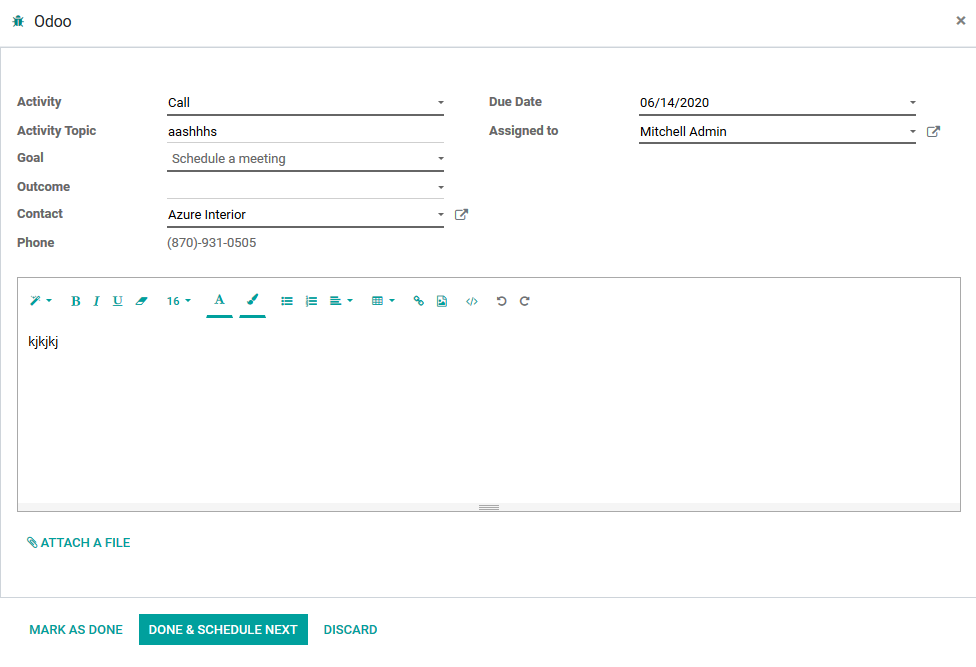 Odoo ×
Activity Call Due Date 06/14/2020
Activity Topic aashhhs Assigned to Mitchell Admin
Goal Schedule a meeting
Outcome
Contact Azure Interior
Phone (870)-931-0505
B I U 16 A </>
kjkjkj
ATTACH A FILE
MARK AS DONE DONE & SCHEDULE NEXT DISCARD